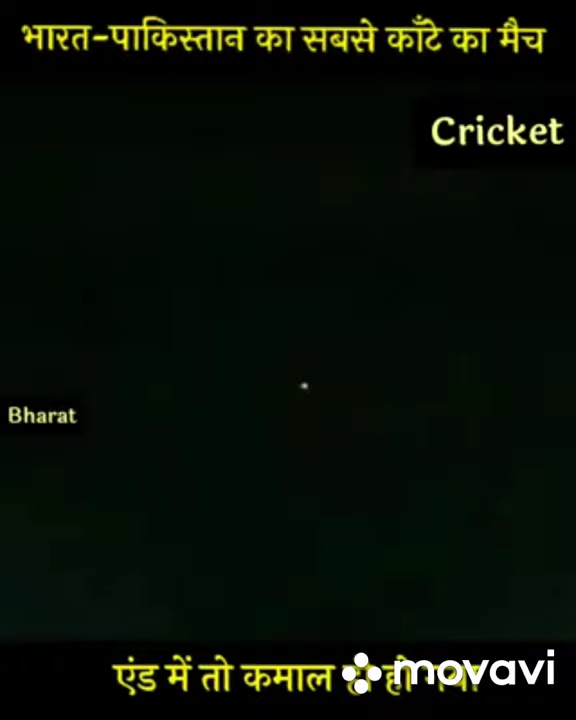 भारत-पाकिस्तान का सबसे काँटे का मैच
Cricket
Bharat
एंड में तो कमाल ही हो
movavi